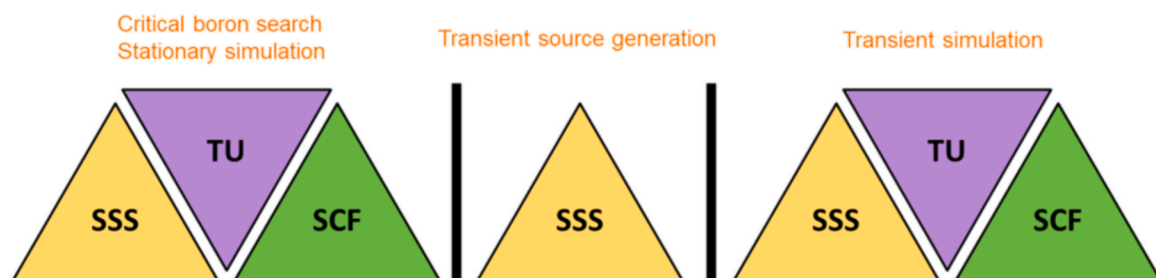 Critical boron search
Stationary simulation
Transient source generation
Transient simulation
TU
SSS
SCF
SSS
TU
SSS
SCF